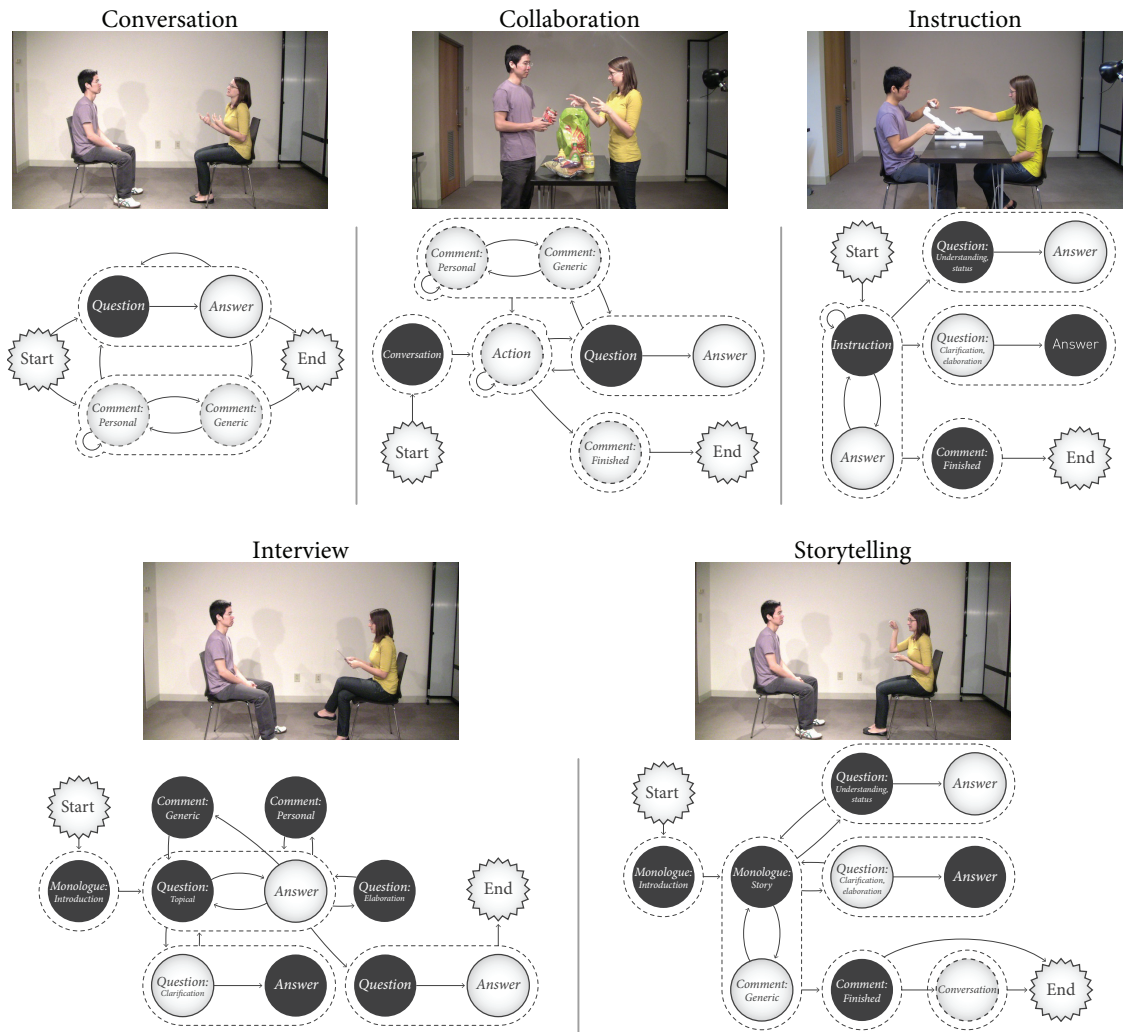 Conversation
Collaboration
Instruction
Question
Answer
Start
End
Comment:
Personal
Comment:
Generic
Comment:
Personal
Comment:
Generic
Conversation
Action
Question
Answer
Start
Comment:
Finished
End
Start
Question:
Understanding,
status
Answer
Instruction
Question:
Clarification,
elaboration
Answer
Answer
Comment:
Finished
End
Interview
Storytelling
Start
Comment:
Generic
Comment:
Personal
Monologue:
Introduction
Question:
Topical
Answer
Question:
Elaboration
End
Question:
Clarification
Answer
Question
Answer
Start
Question:
Understanding,
status
Answer
Monologue:
Introduction
Monologue:
Story
Question:
Clarification,
elaboration
Answer
Comment:
Generic
Comment:
Finished
Conversation
End